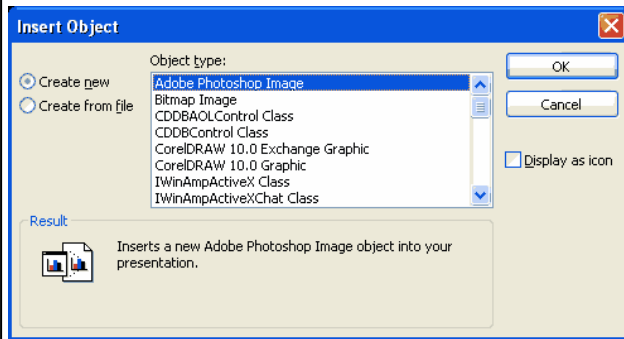 Insert Object
Object type:
Create new
Create from file
Adobe Photoshop Image
Bitmap Image
CDDBAOLControl Class
CDDBControl Class
CorelDRAW 10.0 Exchange Graphic
CorelDRAW 10.0 Graphic
IWinAmpActiveX Class
IWinAmpActiveXChat Class
OK
Cancel
Display as icon
Result
Inserts a new Adobe Photoshop Image object into your
presentation.